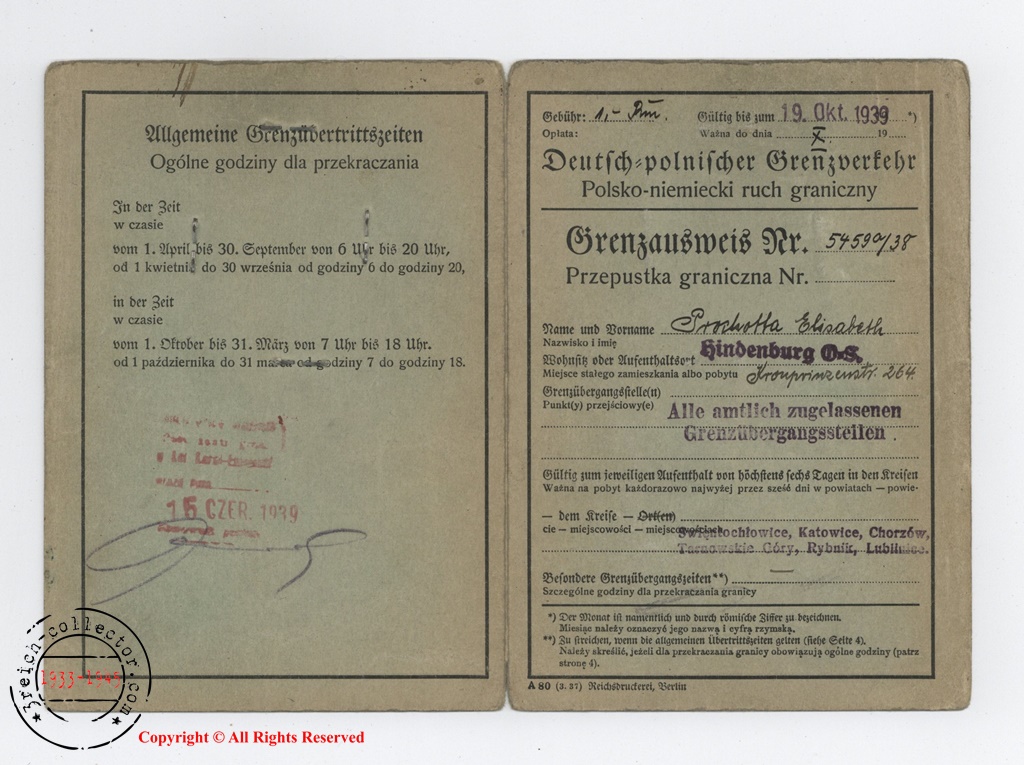 Allgemeine Grenzübertrittszeiten
Ogólne godziny dla przekraczania
In der Zeit
w czasie
vom 1. April bis 30. September von 6 Uhr bis 20 Uhr,
od 1 kwietnia do 30 września od godziny 6 do godziny 20,
in der Zeit
w czasie
vom 1. Oktober bis 31. März von 7 Uhr bis 18 Uhr.
od 1 października do 31 marca od godziny 7 do godziny 18.
15 CZER. 1939
Gebühr: 1,- Gültig bis zum 19. Okt. 1939 *)
Opłata: Ważna do dnia X 19
Deutsch-polnischer Grenzverkehr
Polsko-niemiecki ruch graniczny
Grenzausweis Nr. 54590/38
Przepustka graniczna Nr.
Name und Vorname Prochotta Elisabeth
Nazwisko i imię
Wohnsitz oder Aufenthaltsort Hindenburg O-S.
Miejsce stałego zamieszkania albo pobytu Kronprinzenstr. 264
Grenzübergangsstelle(n)
Punkt(y) przejściowy(e)
Alle amtlich zugelassenen
Grenzübergangsstellen.
Gültig zum jeweiligen Aufenthalt von höchstens sechs Tagen in den Kreisen
Ważna na pobyt każdorazowo najwyżej przez sześć dni w powiatach — powie-
— dem Kreise — Ort(en)
cie — miejscowości — miejscowościach
Świętochłowice, Katowice, Chorzów,
Tarnowskie Góry, Rybnik, Lubliniec.
Besondere Grenzübergangszeiten**)
Szczególne godziny dla przekraczania granicy
*) Der Monat ist namentlich und durch römische Ziffer zu bezeichnen.
Miesiąc należy oznaczyć jego nazwą i cyfrą rzymską.
**) Zu streichen, wenn die allgemeinen Übertrittszeiten gelten (siehe Seite 4).
Należy skreślić, jeżeli dla przekraczania granicy obowiązują ogólne godziny (patrz
stronę 4).
A 80 (3. 37) Reichsdruckerei, Berlin
3reich-collector.com
1933-1945
Copyright © All Rights Reserved